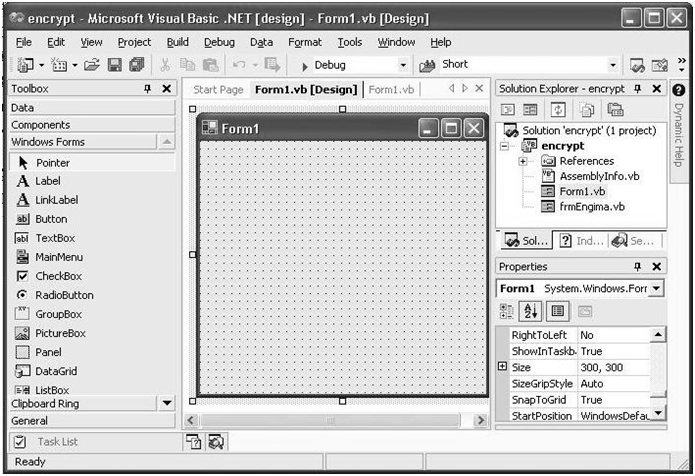 encrypt - Microsoft Visual Basic .NET [design] - Form1.vb [Design]
File Edit View Project Build Debug Data Format Tools Window Help
Debug Short
Toolbox
Data
Components
Windows Forms
Pointer
Label
LinkLabel
Button
TextBox
MainMenu
CheckBox
RadioButton
GroupBox
PictureBox
Panel
DataGrid
ListBox
Clipboard Ring
General
Start Page Form1.vb [Design] Form1.vb
Form1
Solution Explorer - encrypt
Solution 'encrypt' (1 project)
encrypt
References
AssemblyInfo.vb
Form1.vb
frmEngima.vb
Sol... Ind... Se...
Dynamic Help
Properties
Form1 System.Windows.For
RightToLeft No
ShowInTaskb True
Size 300, 300
SizeGripStyle Auto
SnapToGrid True
StartPosition WindowsDefau
Task List
Ready